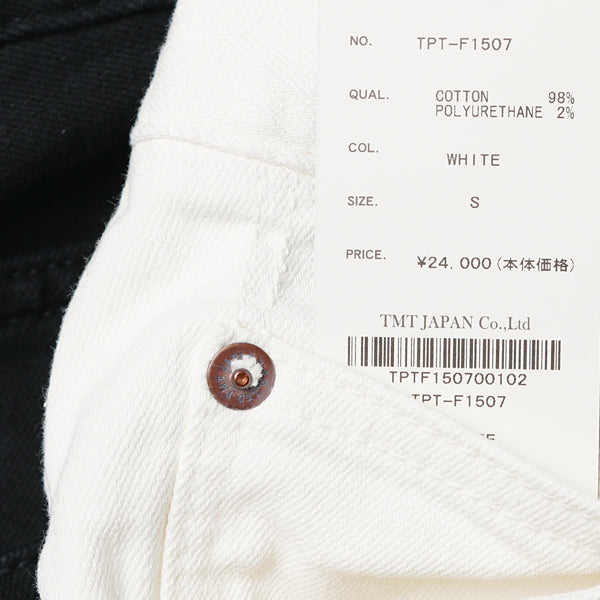 NO. TPT-F1507
QUAL. COTTON 98%
POLYURETHANE 2%
COL. WHITE
SIZE. S
PRICE. ¥24,000(本体価格)
TMT JAPAN Co.,Ltd
TPTF150700102
TPT-F1507